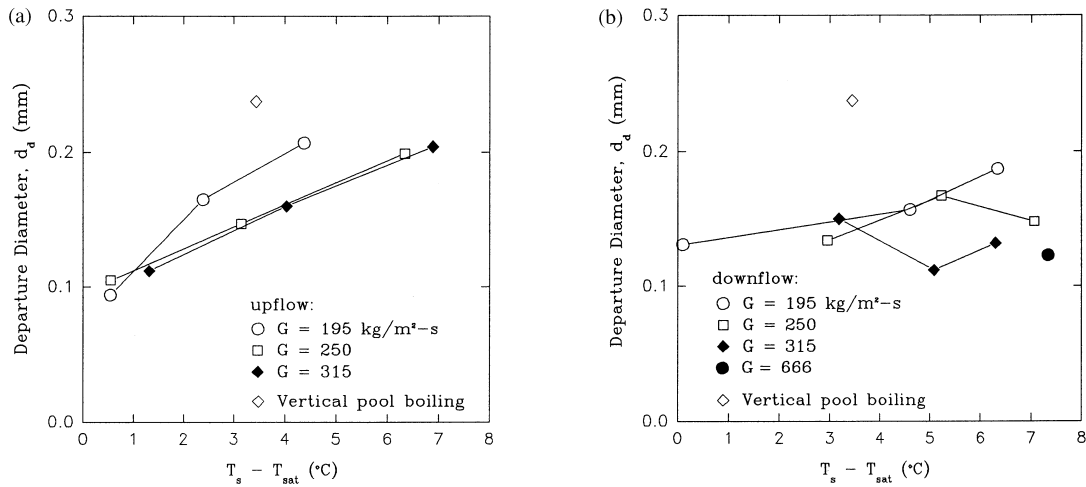 (a)
0.3
0.2
0.1
0.0
Departure Diameter, d_d (mm)
upflow:
G = 195 kg/m²-s
G = 250
G = 315
Vertical pool boiling
0 1 2 3 4 5 6 7 8
T_s − T_sat (°C)
(b)
0.3
0.2
0.1
0.0
Departure Diameter, d_d (mm)
downflow:
G = 195 kg/m²-s
G = 250
G = 315
G = 666
Vertical pool boiling
0 1 2 3 4 5 6 7 8
T_s − T_sat (°C)